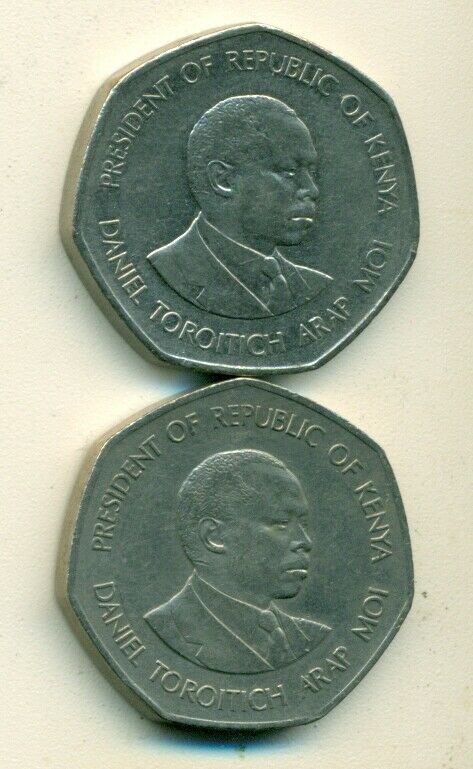 PRESIDENT OF REPUBLIC OF KENYA
DANIEL TOROITICH ARAP MOI
PRESIDENT OF REPUBLIC OF KENYA
DANIEL TOROITICH ARAP MOI